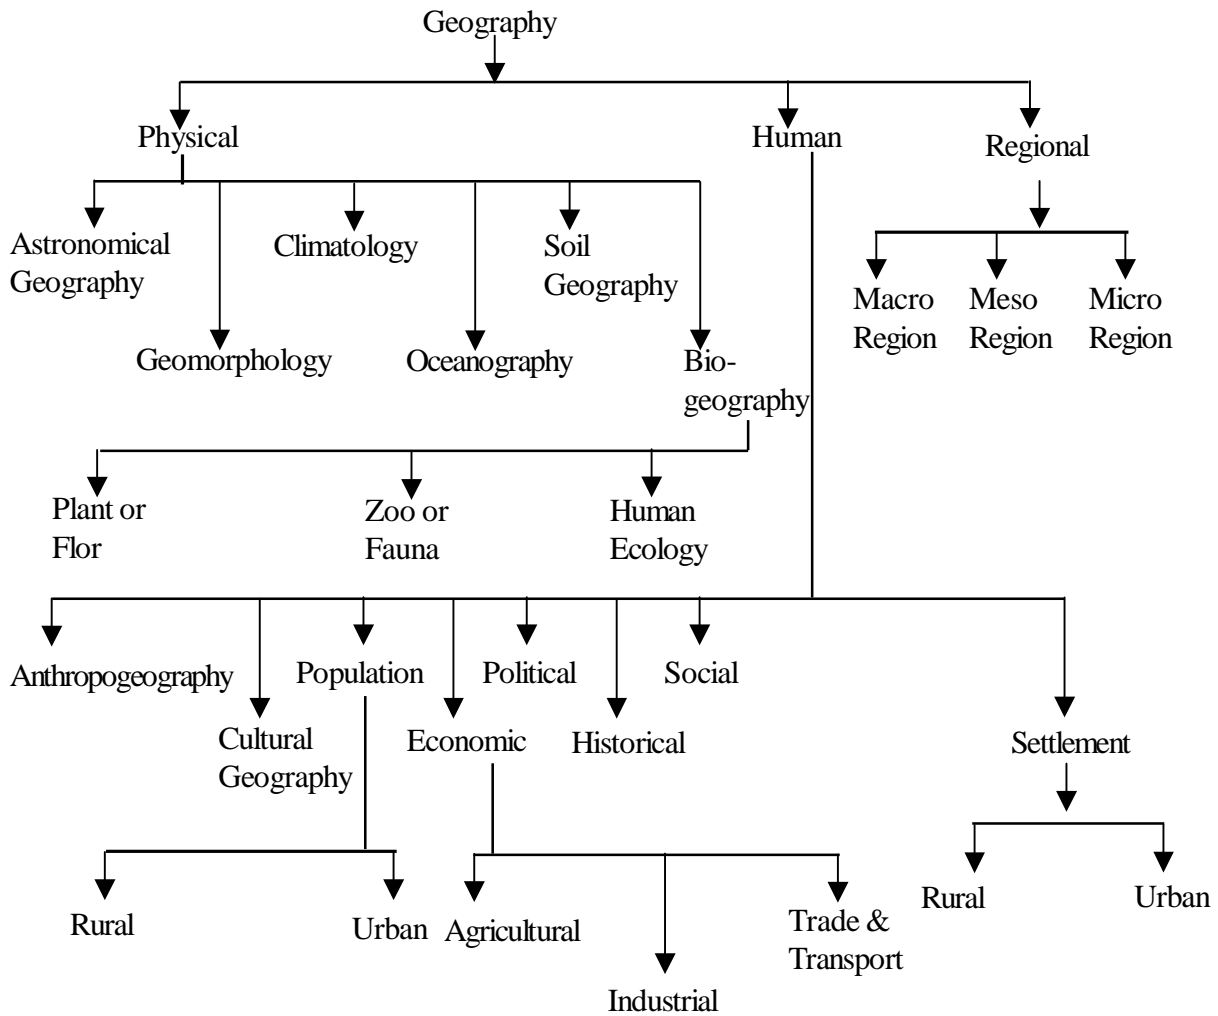 Geography
Physical
Human
Regional
Astronomical
Geography
Climatology
Soil
Geography
Macro
Region
Meso
Region
Micro
Region
Geomorphology
Oceanography
Bio-
geography
Plant or
Flor
Zoo or
Fauna
Human
Ecology
Anthropogeography
Population
Political
Social
Cultural
Geography
Economic
Historical
Settlement
Rural
Urban
Agricultural
Industrial
Trade &
Transport
Rural
Urban